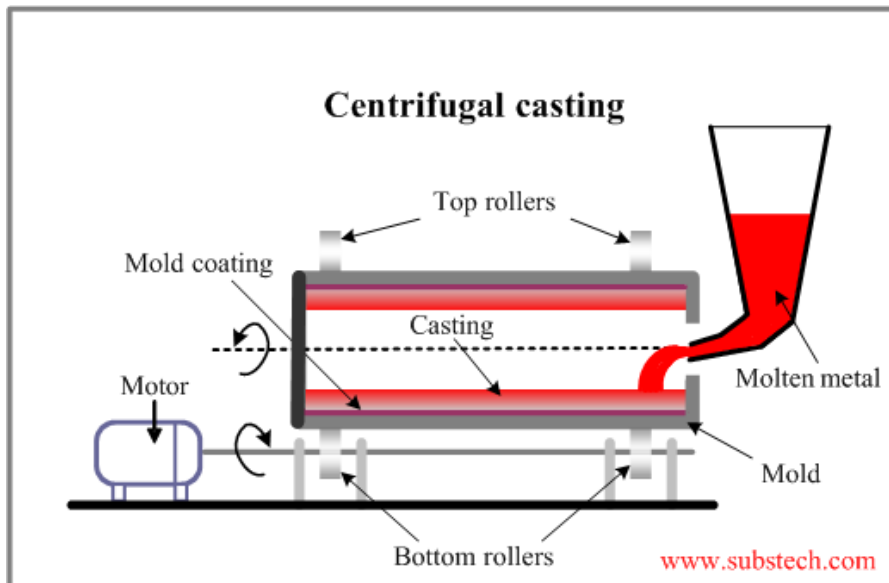 Centrifugal casting
Top rollers
Mold coating
Casting
Molten metal
Motor
Mold
Bottom rollers
www.substech.com